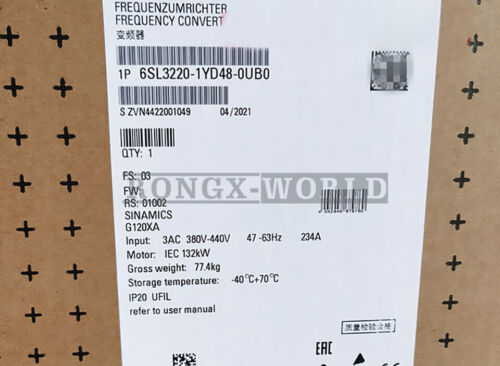 FREQUENZUMRICHTER
FREQUENCY CONVERT
变频器
1P 6SL3220-1YD48-0UB0
S ZVN4422001049 04/2021
QTY: 1
FS: 03
RONGX-WORLD
FW:
RS: 01002
SINAMICS
G120XA
Input: 3AC 380V-440V 47 -63Hz 234A
Motor: IEC 132kW
Gross weight: 77.4kg
Storage temperature: -40°C+70°C
IP20 UFIL
refer to user manual
质量检验合格
EAC